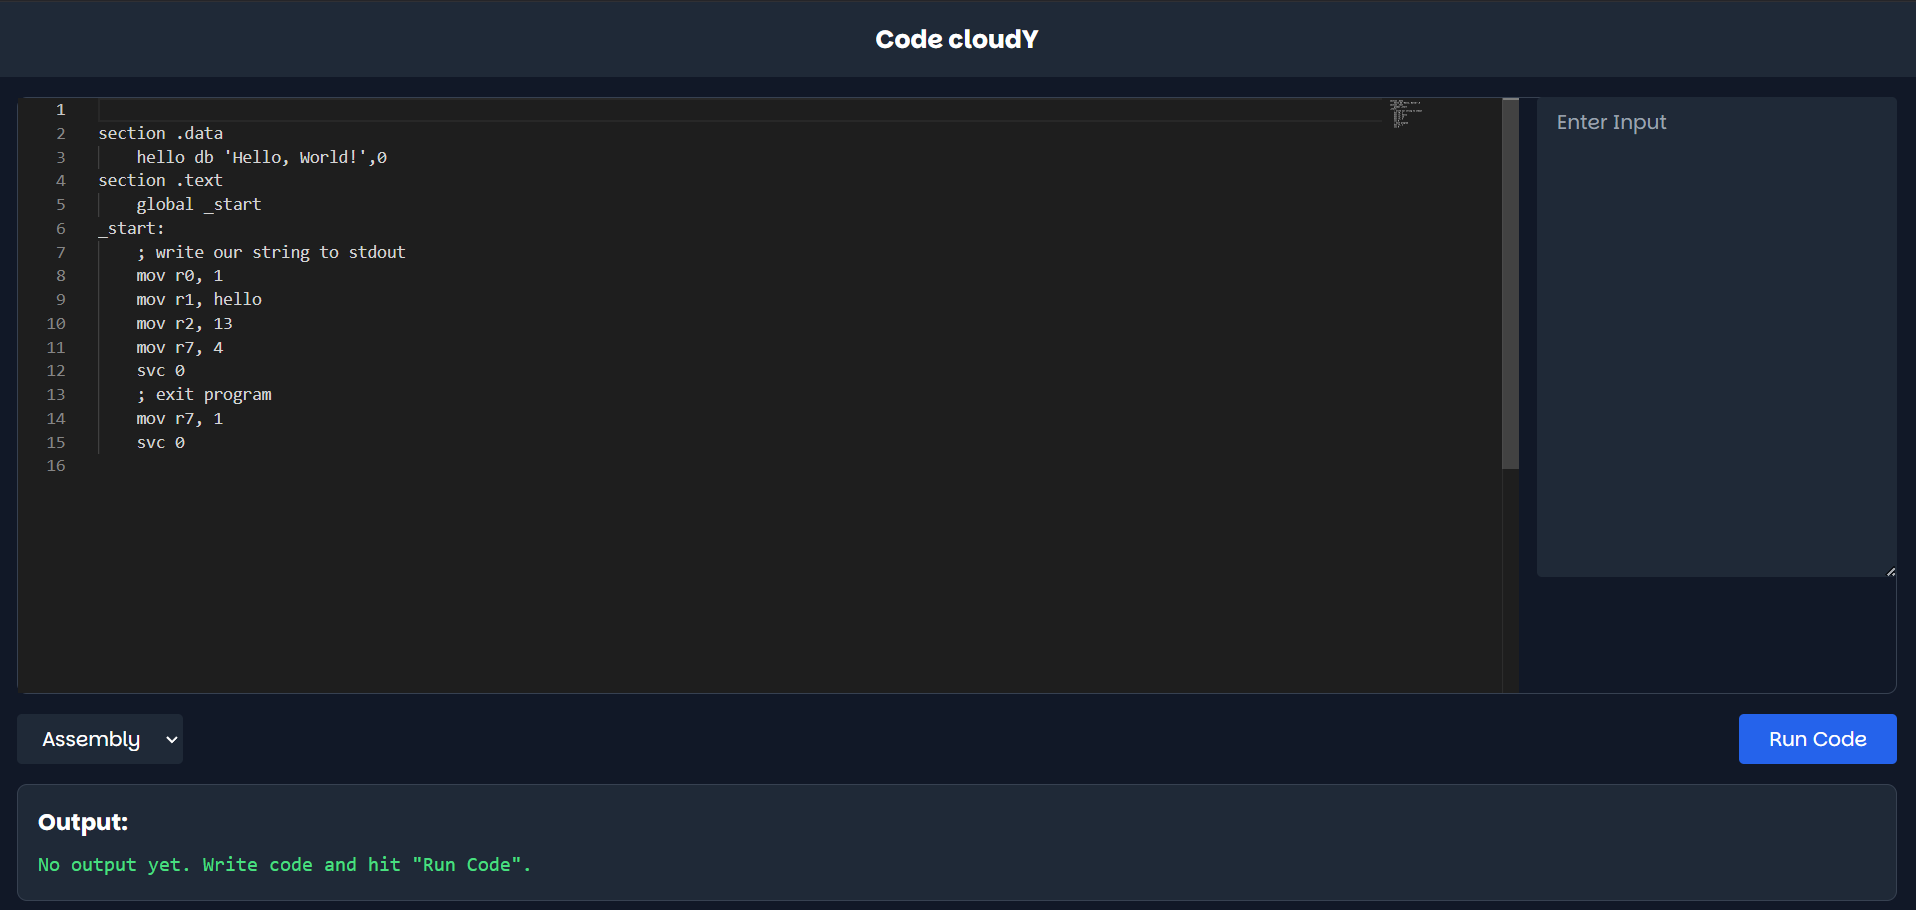 Code cloudY
1
2 section .data
3     hello db 'Hello, World!',0
4 section .text
5     global _start
6 _start:
7     ; write our string to stdout
8     mov r0, 1
9     mov r1, hello
10     mov r2, 13
11     mov r7, 4
12     svc 0
13     ; exit program
14     mov r7, 1
15     svc 0
16
Enter Input
Assembly
Run Code
Output:
No output yet. Write code and hit "Run Code".